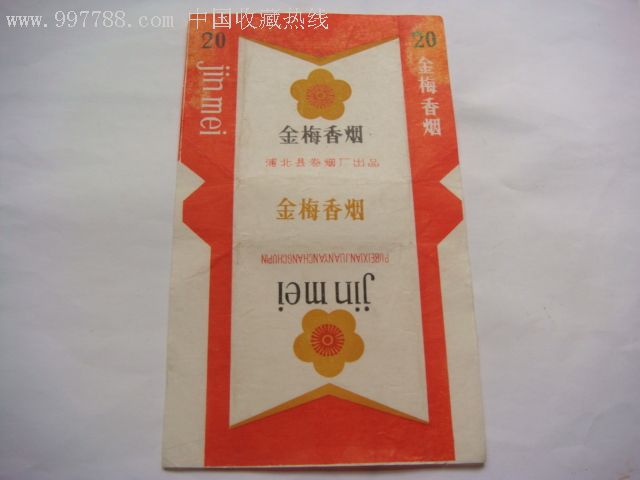 www.997788.com 中国收藏热线
20
jin mei
20
金梅香烟
金梅香烟
浦北县卷烟厂出品
金梅香烟
PUBEIXIANJUANYANCHANGCHUPIN
jin mei